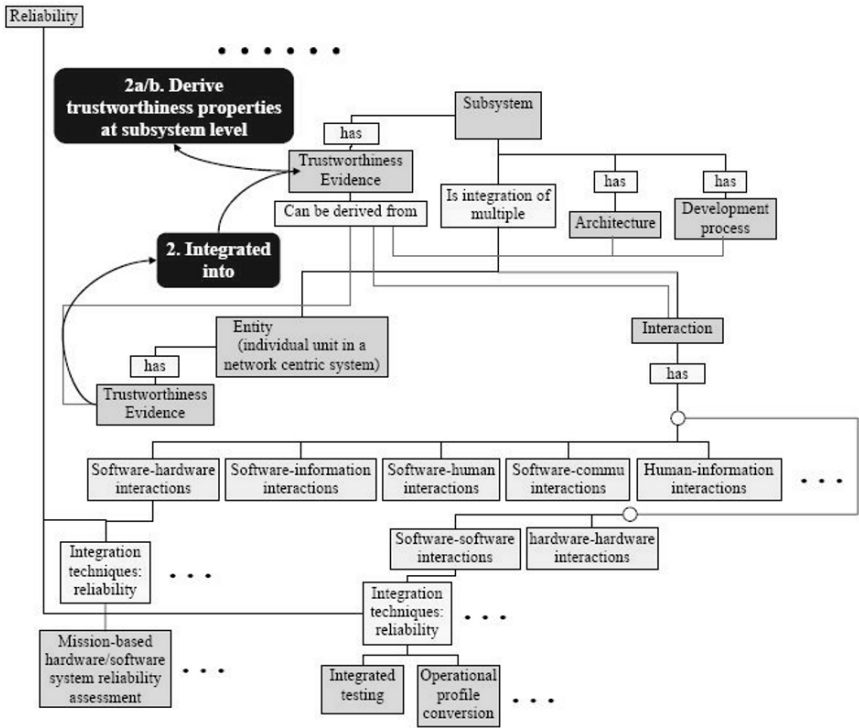 Reliability
2a/b. Derive
trustworthiness properties
at subsystem level
Subsystem
has
Trustworthiness
Evidence
Can be derived from
Is integration of
multiple
has
Architecture
has
Development
process
2. Integrated
into
Entity
(individual unit in a
network centric system)
has
Trustworthiness
Evidence
Interaction
has
Software-hardware
interactions
Software-information
interactions
Software-human
interactions
Software-commu
interactions
Human-information
interactions
Software-software
interactions
hardware-hardware
interactions
Integration
techniques:
reliability
Integration
techniques:
reliability
Mission-based
hardware/software
system reliability
assessment
Integrated
testing
Operational
profile
conversion